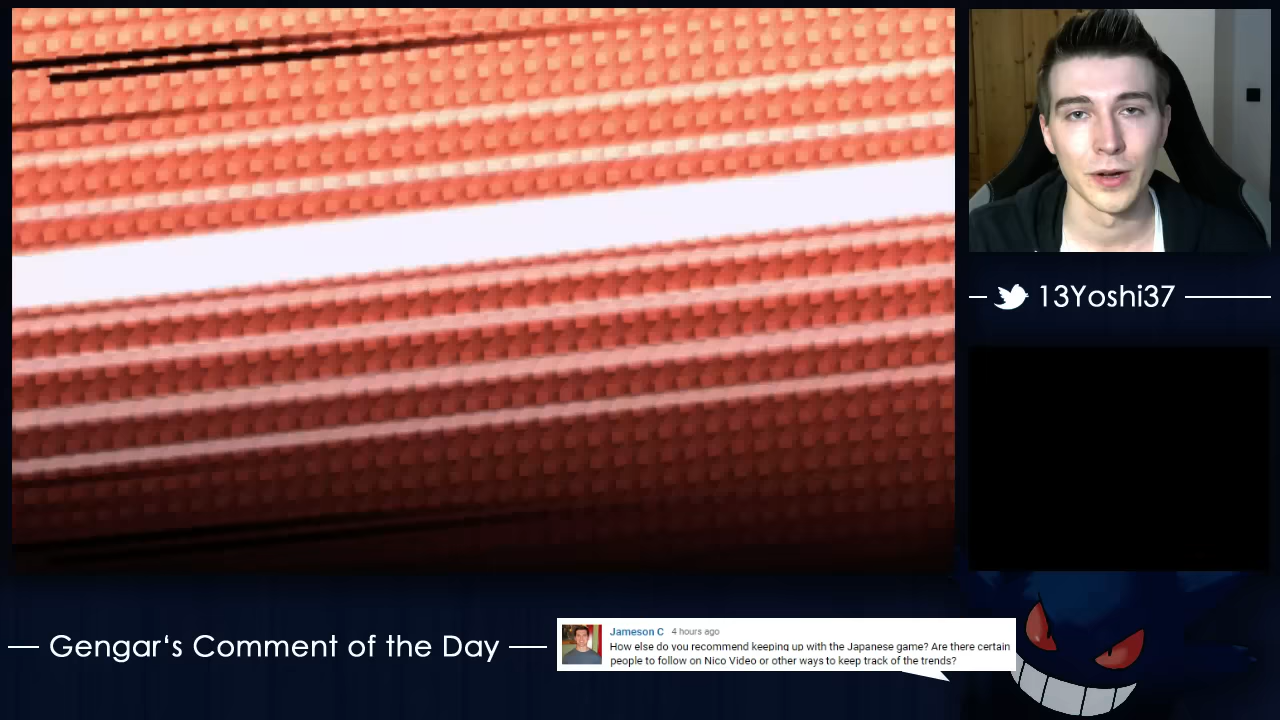 13Yoshi37
Gengar's Comment of the Day
Jameson C 4 hours ago
How else do you recommend keeping up with the Japanese game? Are there certain
people to follow on Nico Video or other ways to keep track of the trends?